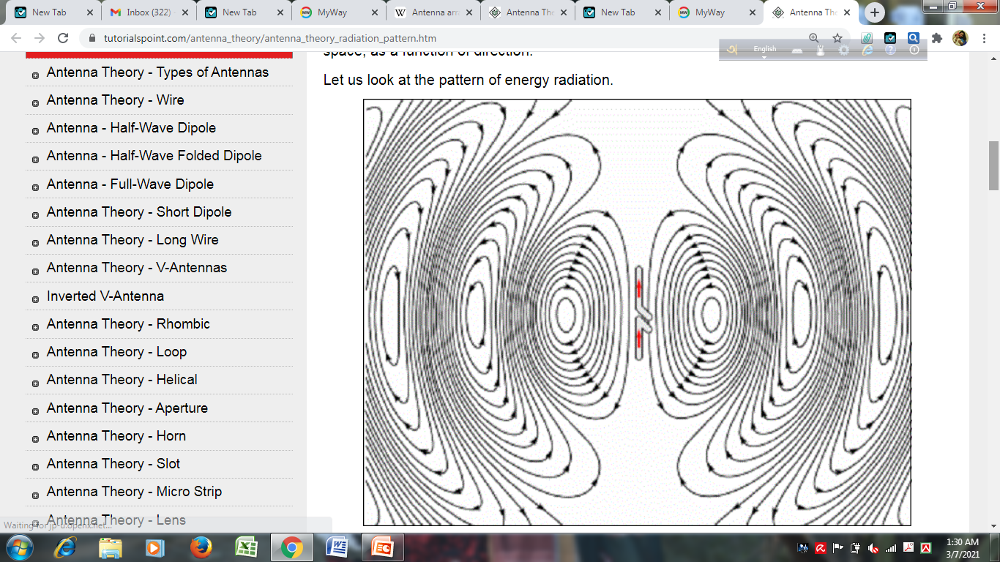 New Tab
Inbox (322)
New Tab
MyWay
Antenna arr
Antenna The
New Tab
MyWay
Antenna The
tutorialspoint.com/antenna_theory/antenna_theory_radiation_pattern.htm
English
space, as a function of direction.
Let us look at the pattern of energy radiation.
Antenna Theory - Types of Antennas
Antenna Theory - Wire
Antenna - Half-Wave Dipole
Antenna - Half-Wave Folded Dipole
Antenna - Full-Wave Dipole
Antenna Theory - Short Dipole
Antenna Theory - Long Wire
Antenna Theory - V-Antennas
Inverted V-Antenna
Antenna Theory - Rhombic
Antenna Theory - Loop
Antenna Theory - Helical
Antenna Theory - Aperture
Antenna Theory - Horn
Antenna Theory - Slot
Antenna Theory - Micro Strip
Antenna Theory - Lens
Waiting for jp-u.openx.net...
1:30 AM
3/7/2021